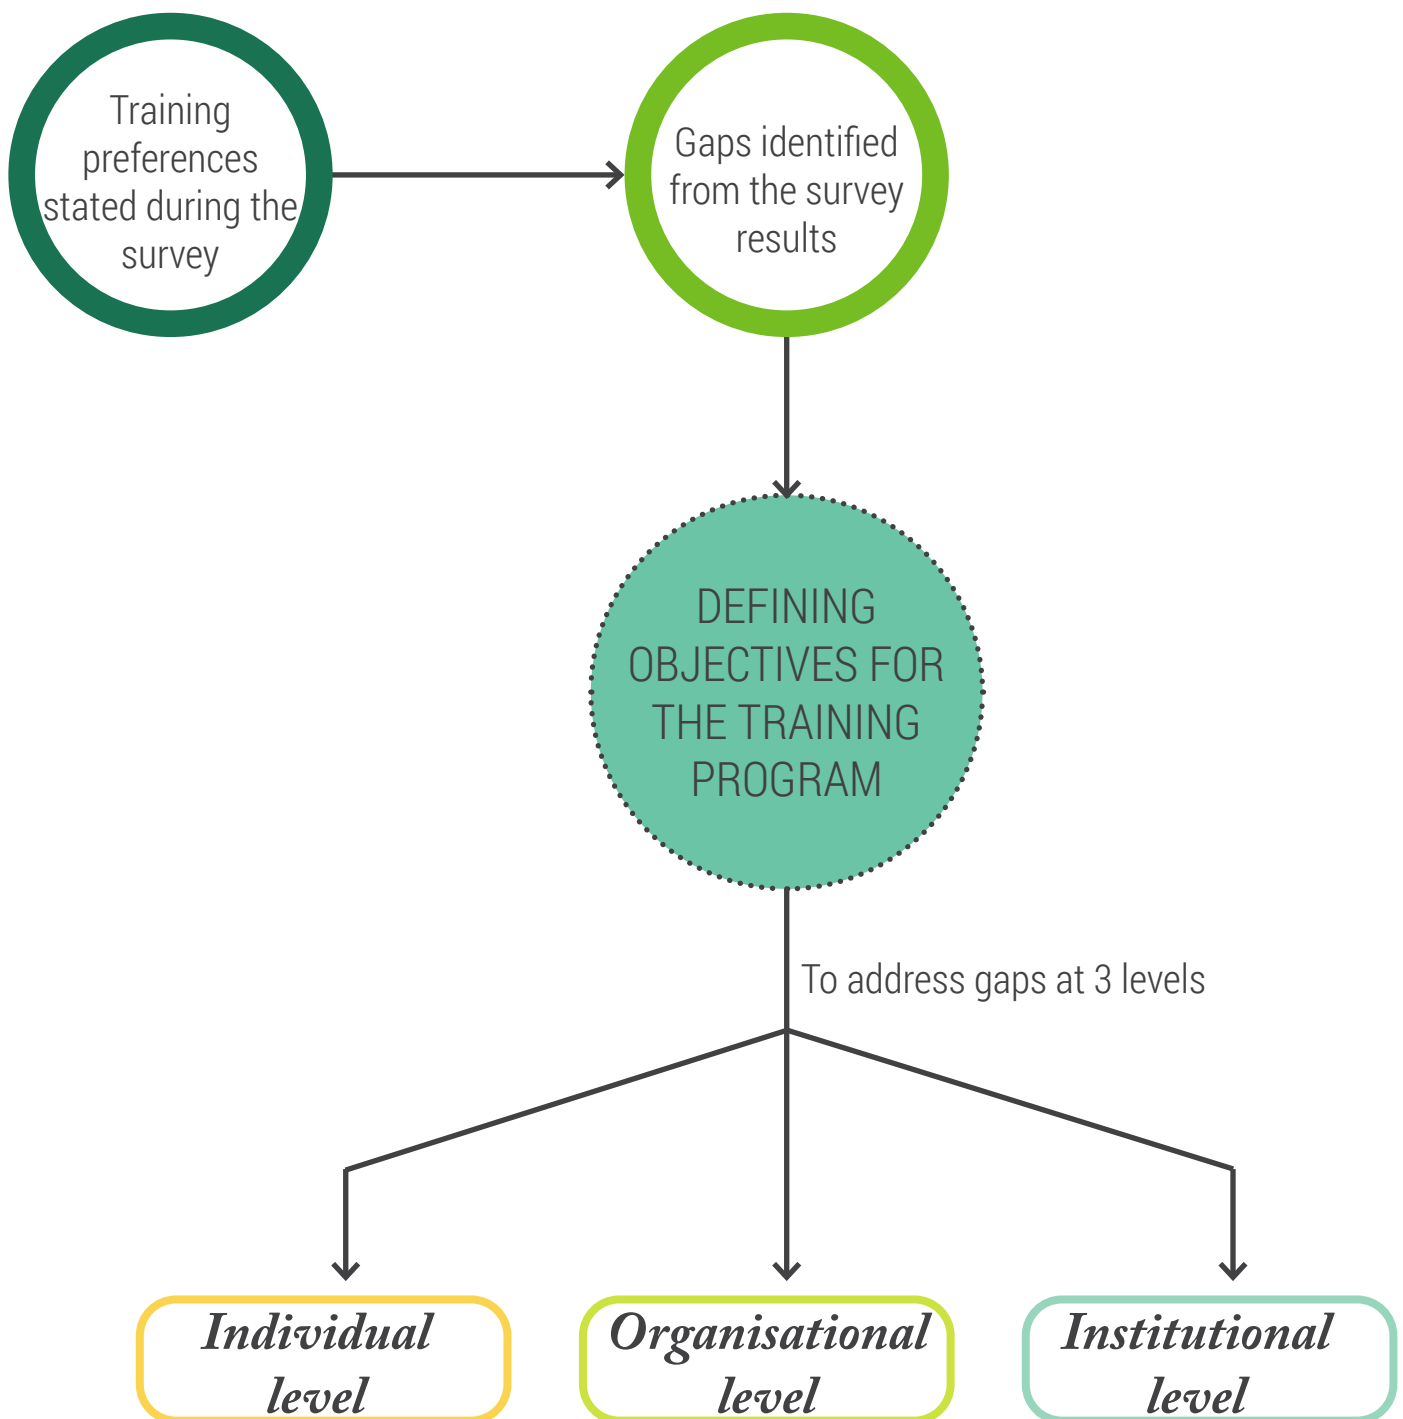 Training
preferences
stated during the
survey
Gaps identified
from the survey
results
DEFINING
OBJECTIVES FOR
THE TRAINING
PROGRAM
To address gaps at 3 levels
Individual
level
Organisational
level
Institutional
level